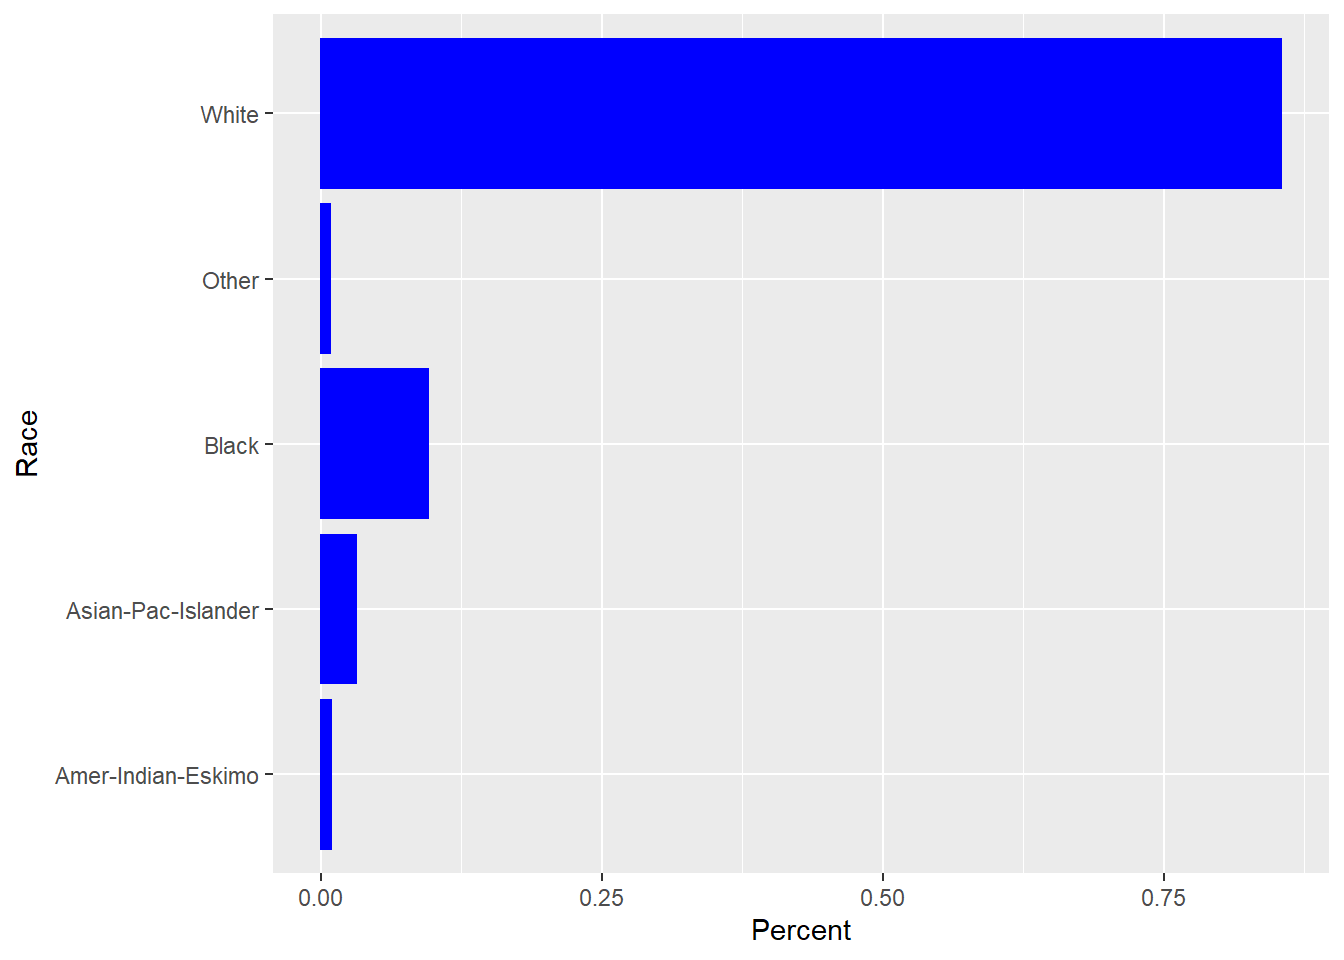 White
Other
Black
Asian-Pac-Islander
Amer-Indian-Eskimo
Race
0.00 0.25 0.50 0.75
Percent